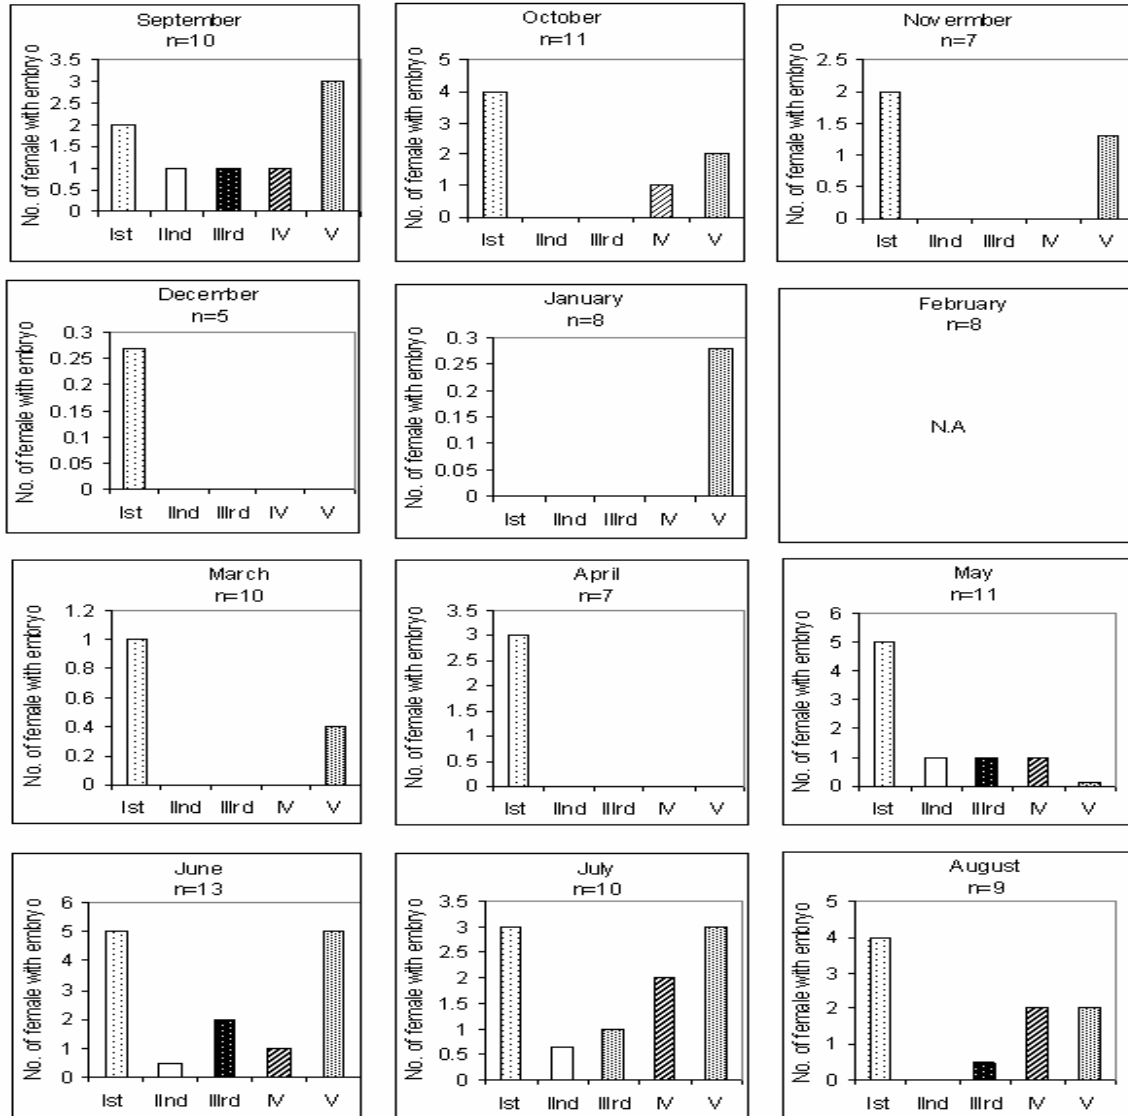 September
n=10
No. of female with embryo
3.5
3
2.5
2
1.5
1
0.5
0
Ist IInd IIIrd IV V
October
n=11
No. of female with embryo
5
4
3
2
1
0
Ist IInd IIIrd IV V
Novermber
n=7
No. of female with embryo
2.5
2
1.5
1
0.5
0
Ist IInd IIIrd IV V
December
n=5
No. of female with embryo
0.3
0.25
0.2
0.15
0.1
0.05
0
Ist IInd IIIrd IV V
January
n=8
No. of female with embryo
0.3
0.25
0.2
0.15
0.1
0.05
0
Ist IInd IIIrd IV V
February
n=8
N.A
March
n=10
No. of female with embryo
1.2
1
0.8
0.6
0.4
0.2
0
Ist IInd IIIrd IV V
April
n=7
No. of female with embryo
3.5
3
2.5
2
1.5
1
0.5
0
Ist IInd IIIrd IV V
May
n=11
No. of female with embryo
6
5
4
3
2
1
0
Ist IInd IIIrd IV V
June
n=13
No. of female with embryo
6
5
4
3
2
1
0
Ist IInd IIIrd IV V
July
n=10
No. of female with embryo
3.5
3
2.5
2
1.5
1
0.5
0
Ist IInd IIIrd IV V
August
n=9
No. of female with embryo
5
4
3
2
1
0
Ist IInd IIIrd IV V